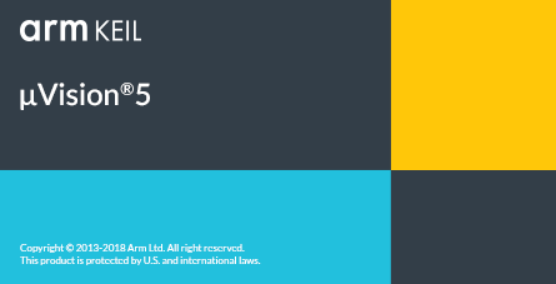 arm KEIL
µVision®5
Copyright © 2013-2018 Arm Ltd. All right reserved.
This product is protected by U.S. and international laws.